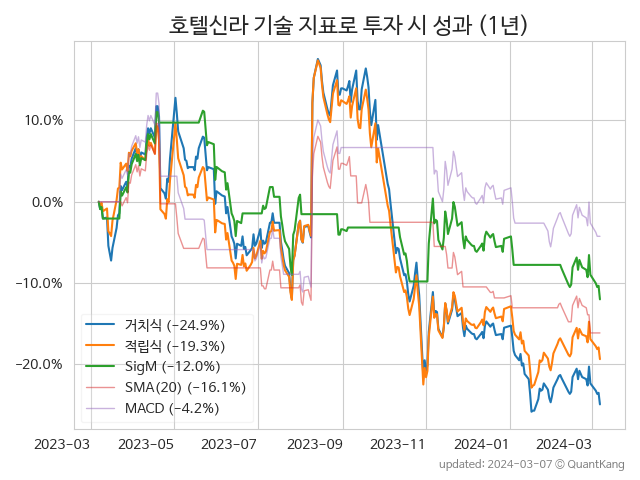 호텔신라 기술 지표로 투자 시 성과 (1년)
10.0%
0.0%
−10.0%
−20.0%
거치식 (−24.9%)
적립식 (−19.3%)
SigM (−12.0%)
SMA(20) (−16.1%)
MACD (−4.2%)
2023-03 2023-05 2023-07 2023-09 2023-11 2024-01 2024-03
updated: 2024-03-07 © QuantKang